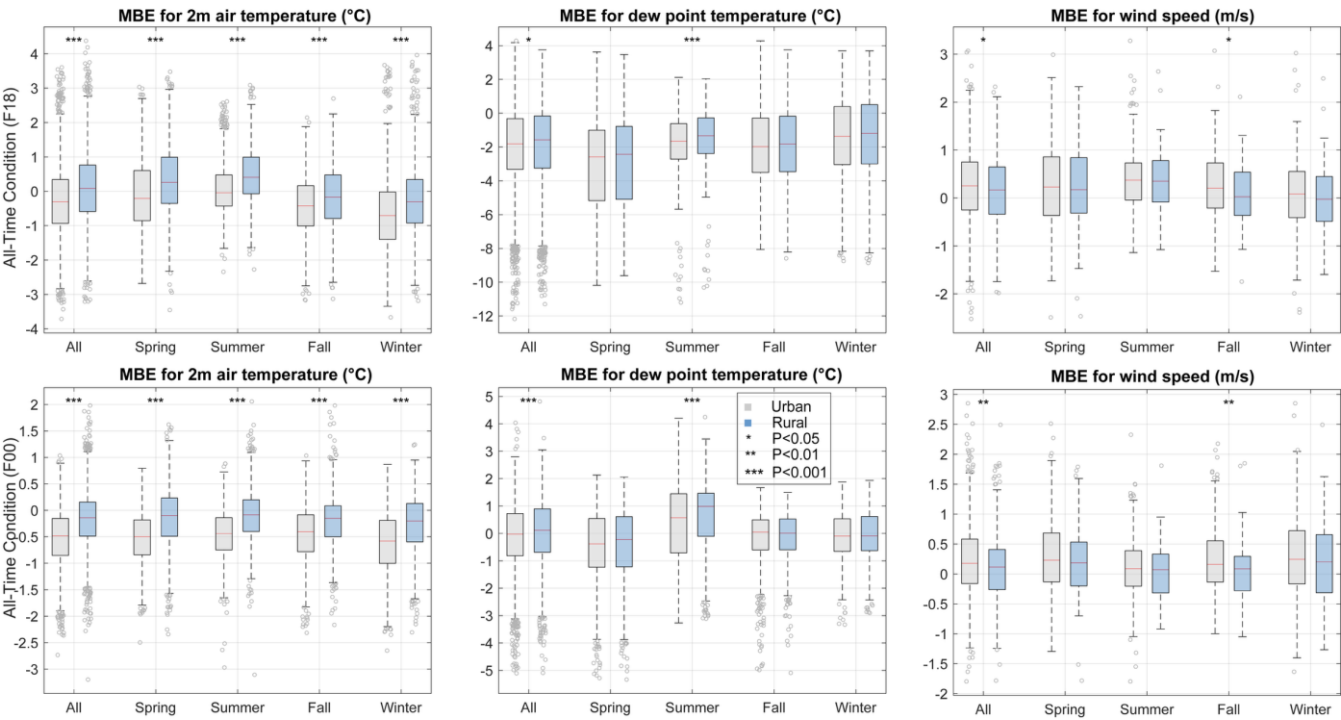 MBE for 2m air temperature (°C)
MBE for dew point temperature (°C)
MBE for wind speed (m/s)
All-Time Condition (F18)
*** *** *** *** ***
4
3
2
1
0
-1
-2
-3
-4
All Spring Summer Fall Winter
* ***
4
2
0
-2
-4
-6
-8
-10
-12
All Spring Summer Fall Winter
* *
3
2
1
0
-1
-2
All Spring Summer Fall Winter
MBE for 2m air temperature (°C)
MBE for dew point temperature (°C)
MBE for wind speed (m/s)
All-Time Condition (F00)
*** *** *** *** ***
2
1.5
1
0.5
0
-0.5
-1
-1.5
-2
-2.5
-3
All Spring Summer Fall Winter
*** ***
5
4
3
2
1
0
-1
-2
-3
-4
-5
Urban
Rural
* P<0.05
** P<0.01
*** P<0.001
All Spring Summer Fall Winter
** **
3
2.5
2
1.5
1
0.5
0
-0.5
-1
-1.5
-2
All Spring Summer Fall Winter